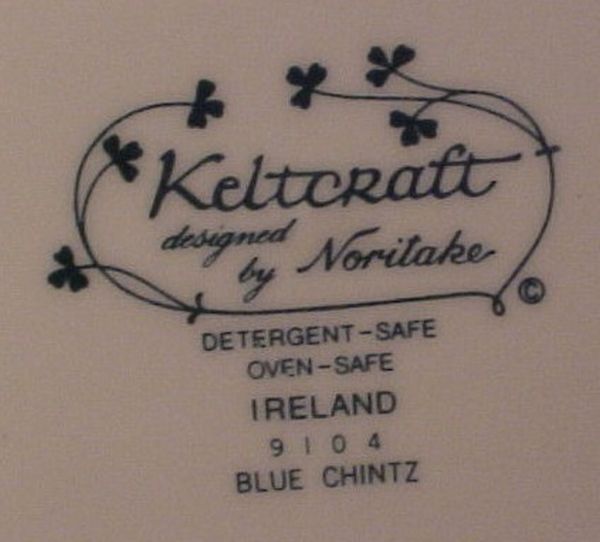 Keltcraft
designed
by Noritake
©
DETERGENT-SAFE
OVEN-SAFE
IRELAND
9104
BLUE CHINTZ